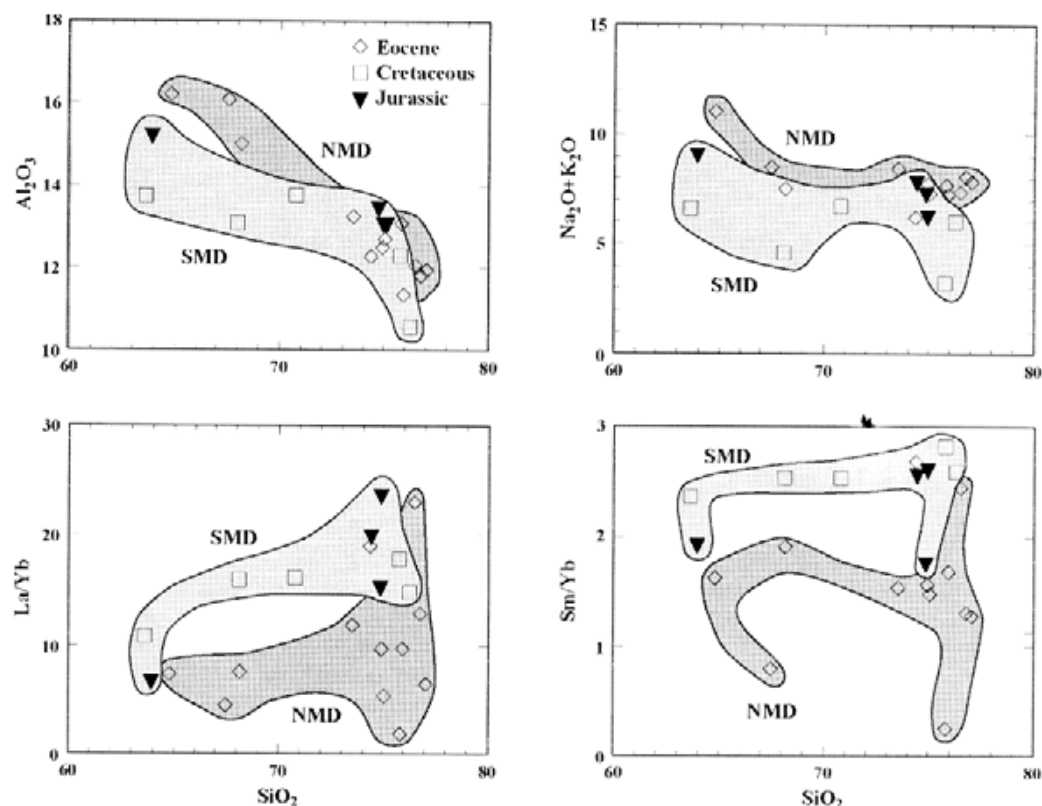 18
16
14
12
10
Al₂O₃
◇ Eocene
□ Cretaceous
▼ Jurassic
NMD
SMD
60
70
80
15
10
5
0
Na₂O+K₂O
NMD
SMD
60
70
80
30
20
10
0
La/Yb
SMD
NMD
60
70
80
SiO₂
3
2
1
0
Sm/Yb
SMD
NMD
60
70
80
SiO₂